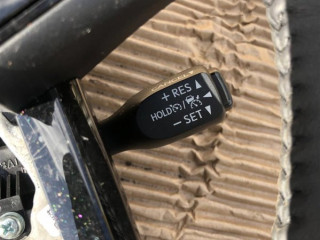 + RES ▲
HOLD
− SET ▼